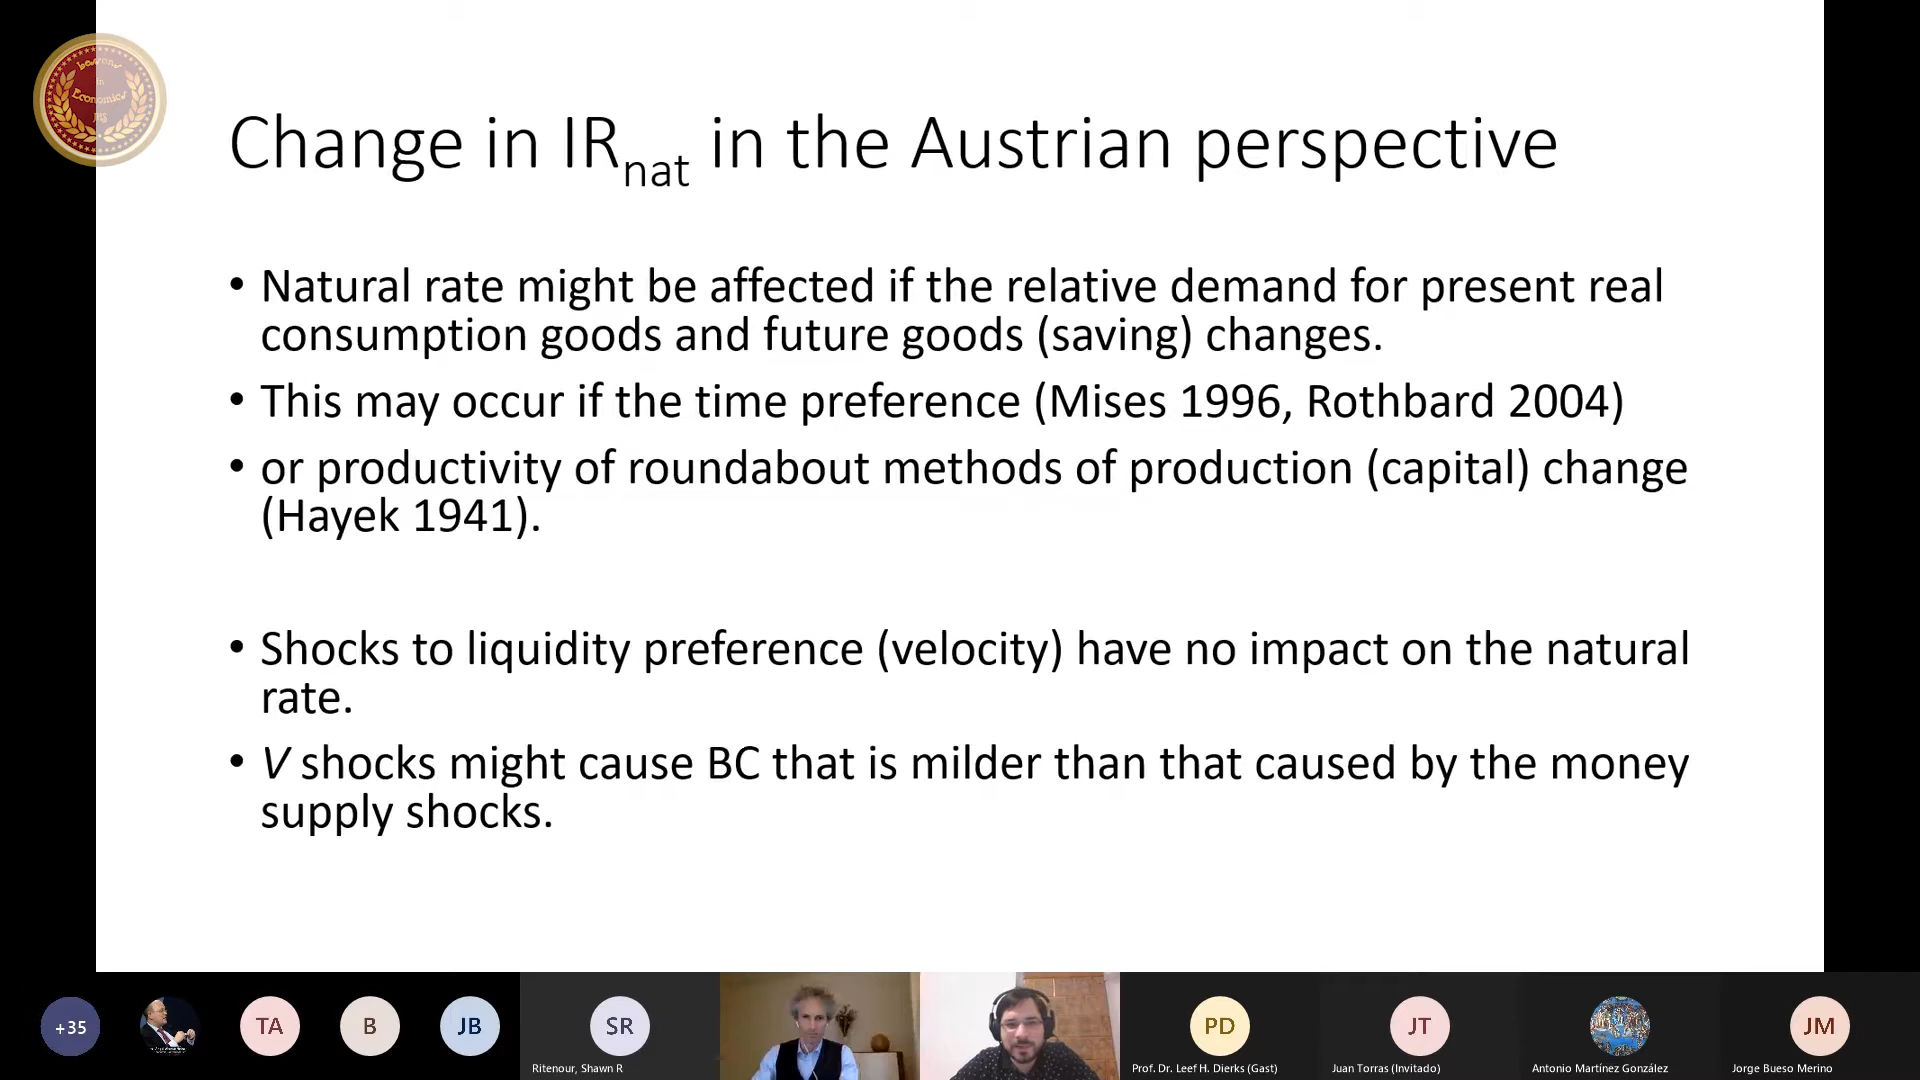 Lessons
in
Economics
JBS
Change in IRnat in the Austrian perspective
• Natural rate might be affected if the relative demand for present real
consumption goods and future goods (saving) changes.
• This may occur if the time preference (Mises 1996, Rothbard 2004)
• or productivity of roundabout methods of production (capital) change
(Hayek 1941).
• Shocks to liquidity preference (velocity) have no impact on the natural
rate.
• V shocks might cause BC that is milder than that caused by the money
supply shocks.
+35
TA
B
JB
SR
PD
JT
JM
Ritenour, Shawn R
Prof. Dr. Leef H. Dierks (Gast)
Juan Torras (Invitado)
Antonio Martínez González
Jorge Bueso Merino